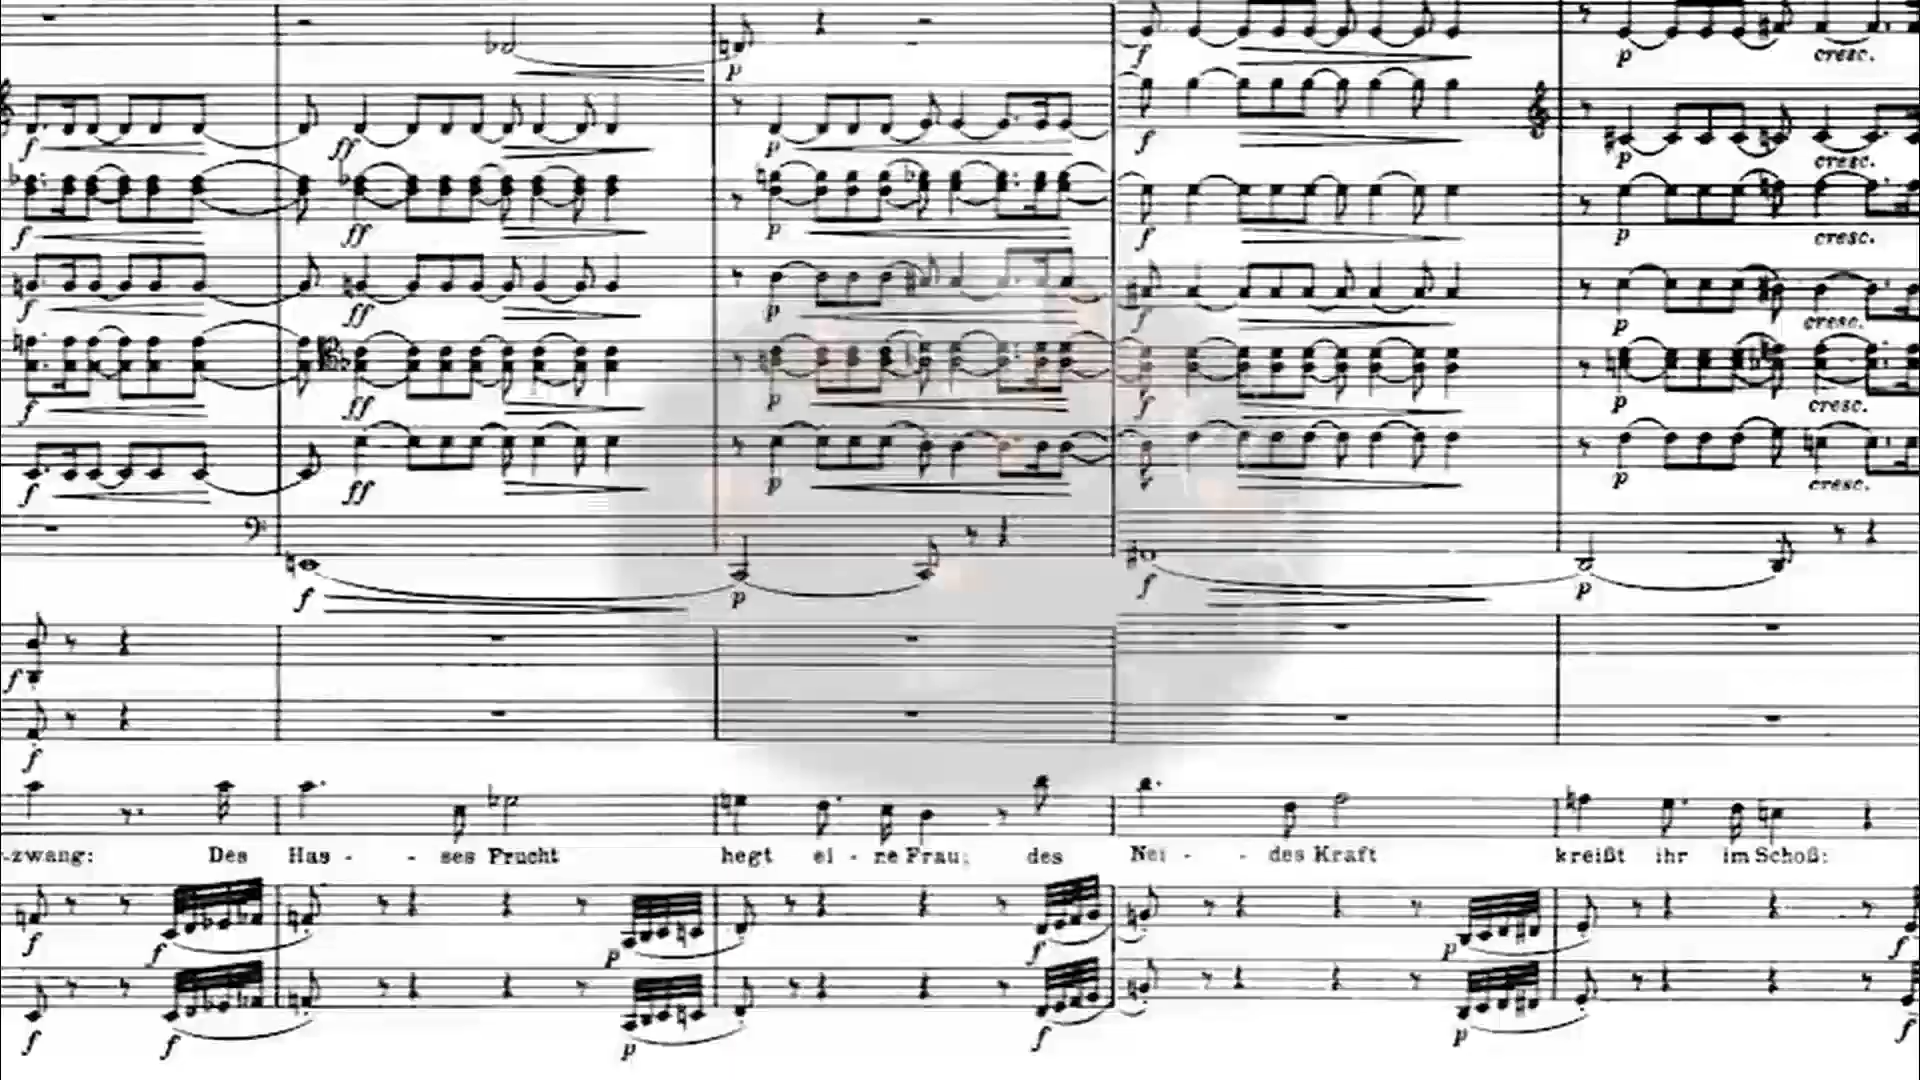 f p cresc.
f ff p f p cresc.
f ff p f p cresc.
f ff p f p cresc.
f ff p f p cresc.
f ff p f p cresc.
f p f p
f
f
-zwang: Des Has - - ses Frucht hegt ei - ne Frau; des Nei - - des Kraft kreißt ihr im Schoß:
f f p f p f
f f p f p f